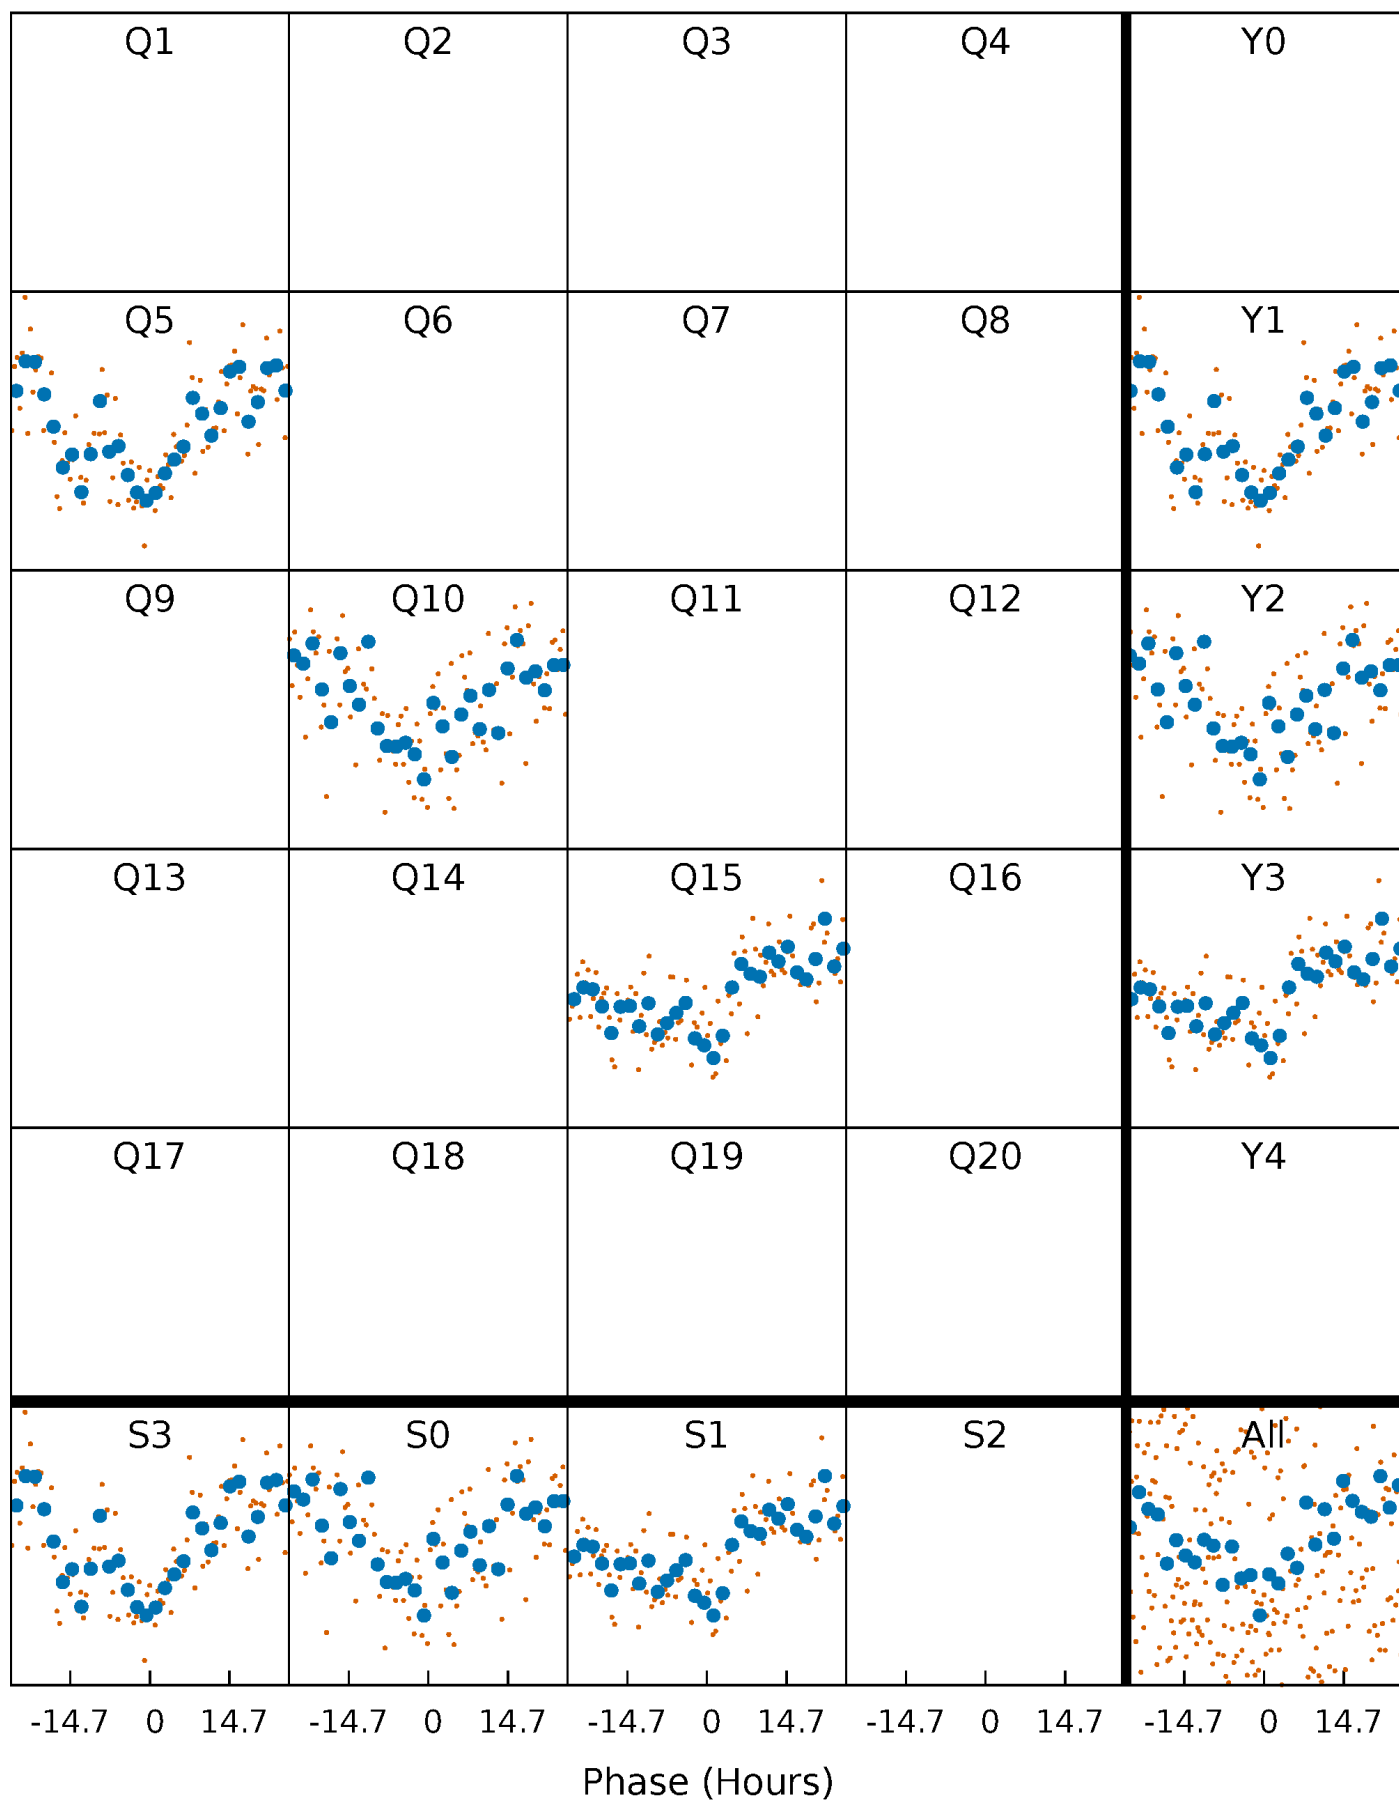 Q1 Q2 Q3 Q4 Y0
Q5 Q6 Q7 Q8 Y1
Q9 Q10 Q11 Q12 Y2
Q13 Q14 Q15 Q16 Y3
Q17 Q18 Q19 Q20 Y4
S3 S0 S1 S2 All
-14.7 0 14.7 -14.7 0 14.7 -14.7 0 14.7 -14.7 0 14.7 -14.7 0 14.7
Phase (Hours)